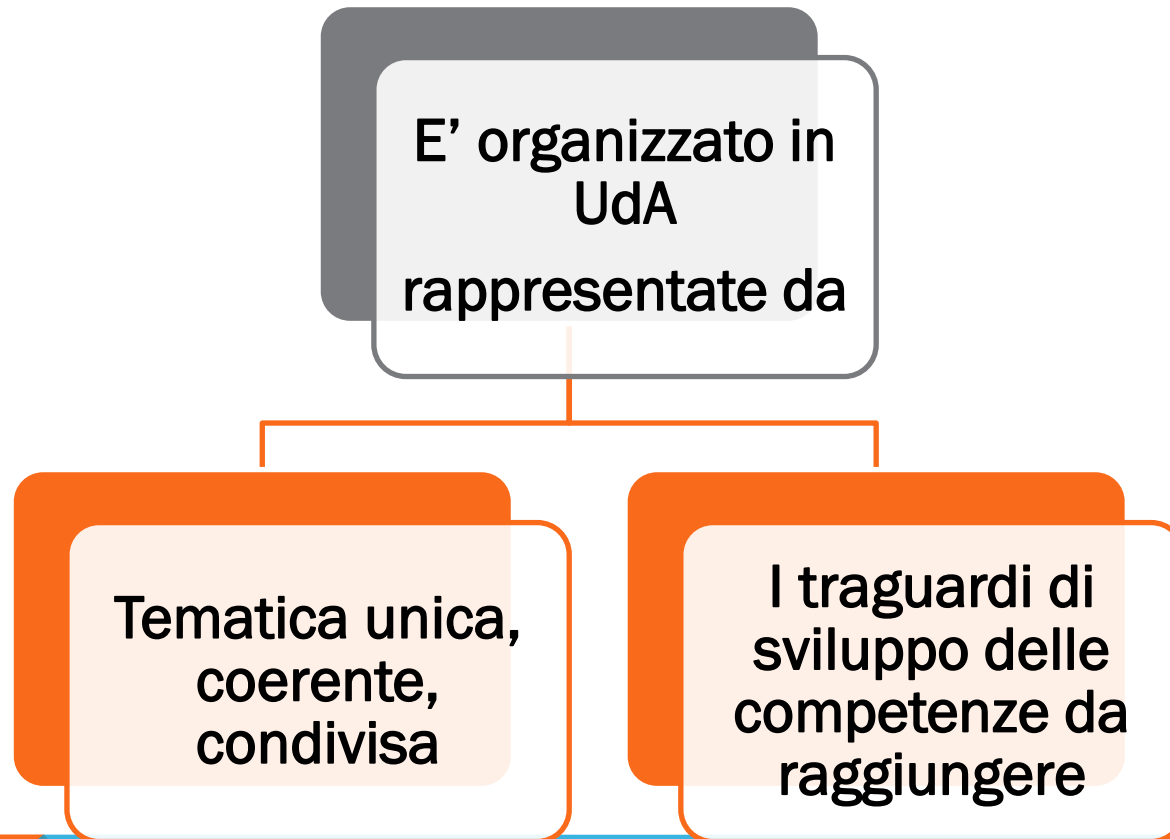 E’ organizzato in
UdA
rappresentate da
Tematica unica,
coerente,
condivisa
I traguardi di
sviluppo delle
competenze da
raggiungere